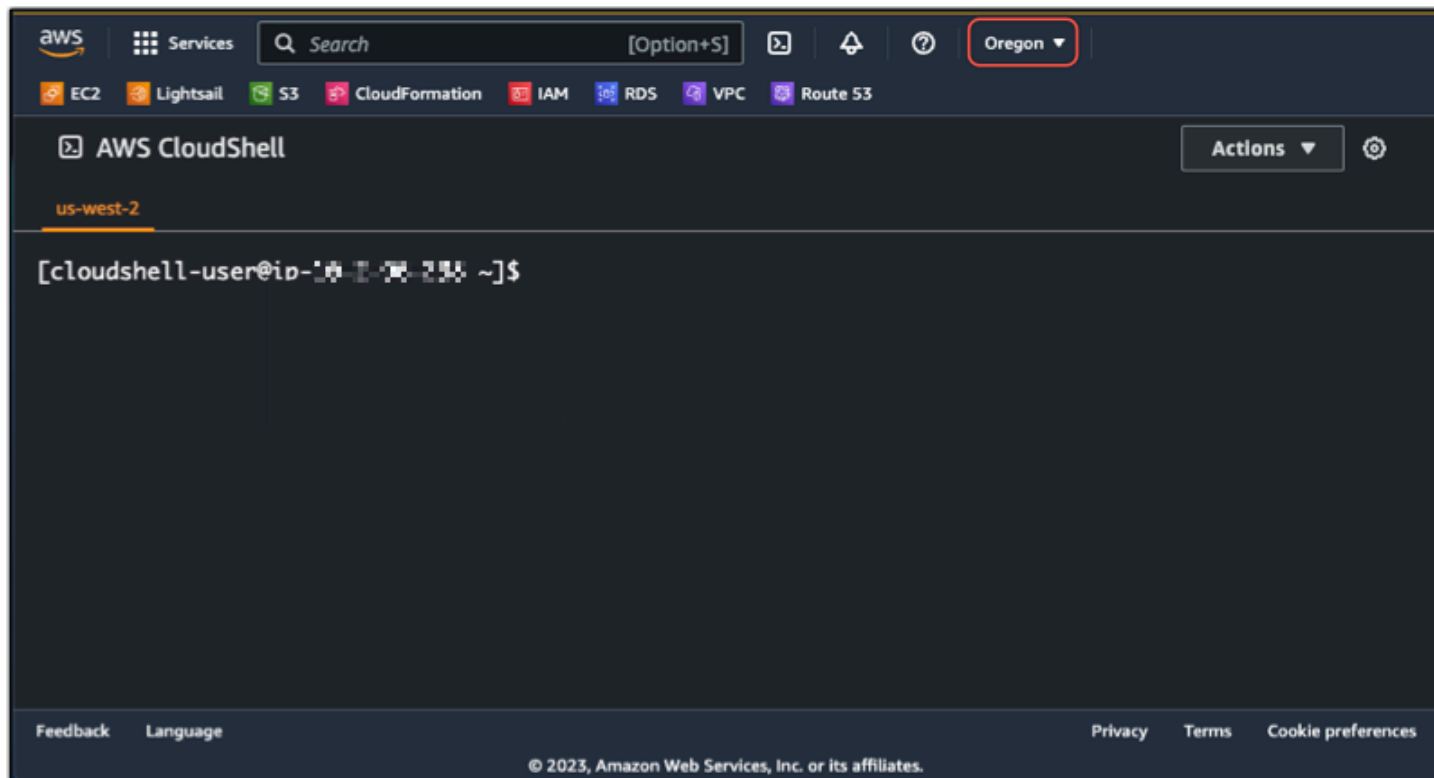 aws Services Search [Option+S] Oregon
EC2 Lightsail S3 CloudFormation IAM RDS VPC Route 53
AWS CloudShell Actions
us-west-2
[cloudshell-user@ip- ~]$
Feedback Language Privacy Terms Cookie preferences
© 2023, Amazon Web Services, Inc. or its affiliates.